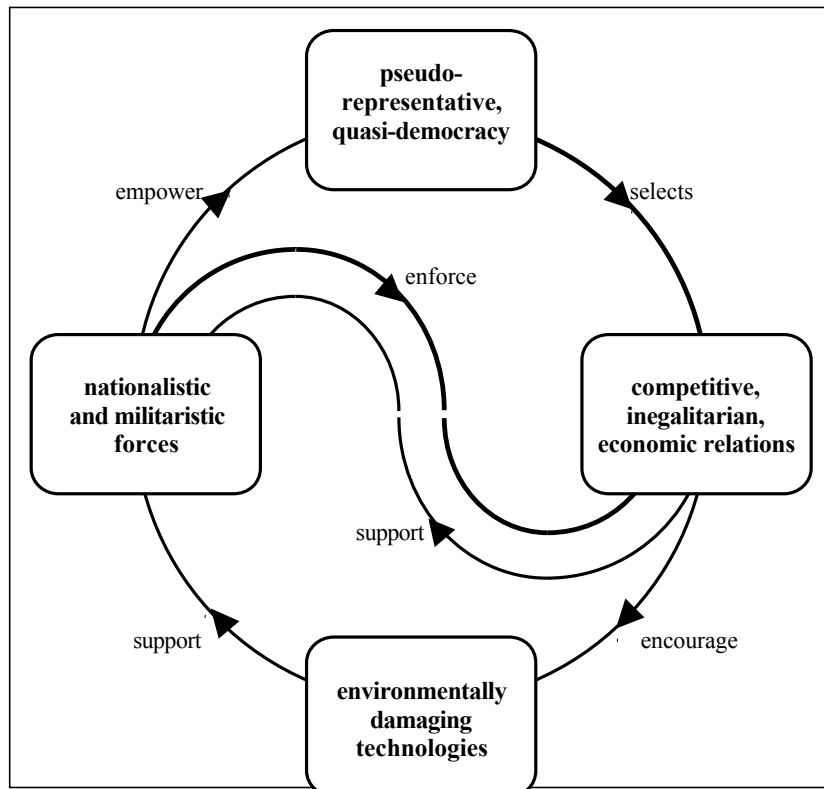 pseudo-
representative,
quasi-democracy
empower
selects
enforce
nationalistic
and militaristic
forces
competitive,
inegalitarian,
economic relations
support
support
encourage
environmentally
damaging
technologies